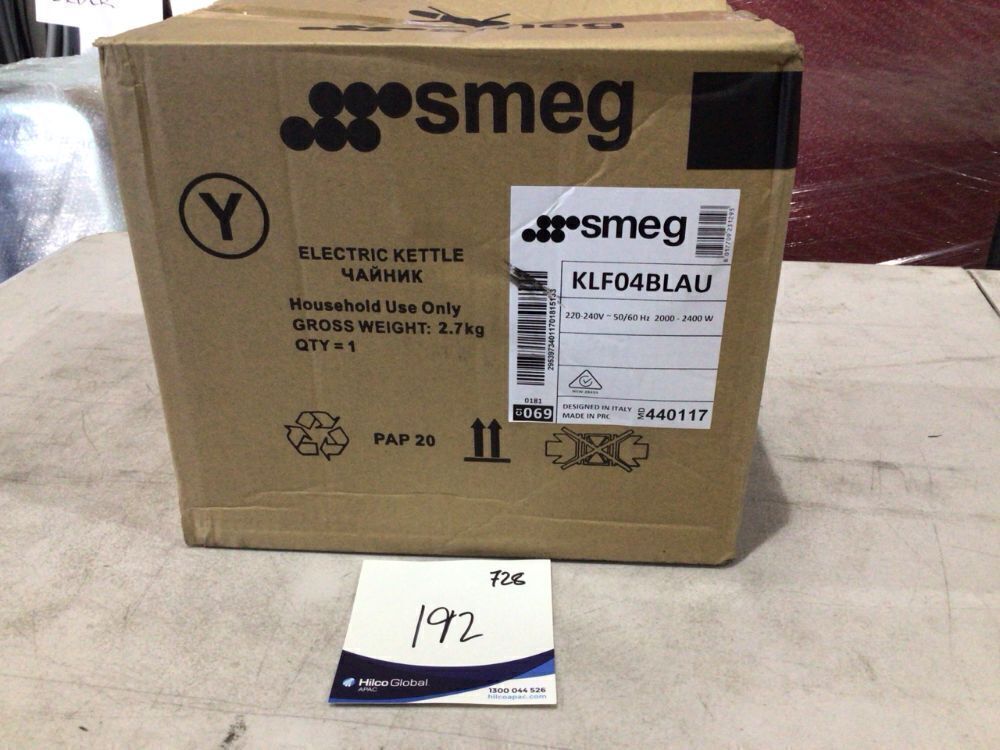 smeg
Y
ELECTRIC KETTLE
ЧАЙНИК
Household Use Only
GROSS WEIGHT: 2.7kg
QTY = 1
PAP 20
smeg
KLF04BLAU
220-240V ~ 50/60 Hz 2000 - 2400 W
0181
069
DESIGNED IN ITALY
MADE IN PRC
MD 440117
728
192
Hilco Global
APAC
1300 044 526
hilcoapac.com